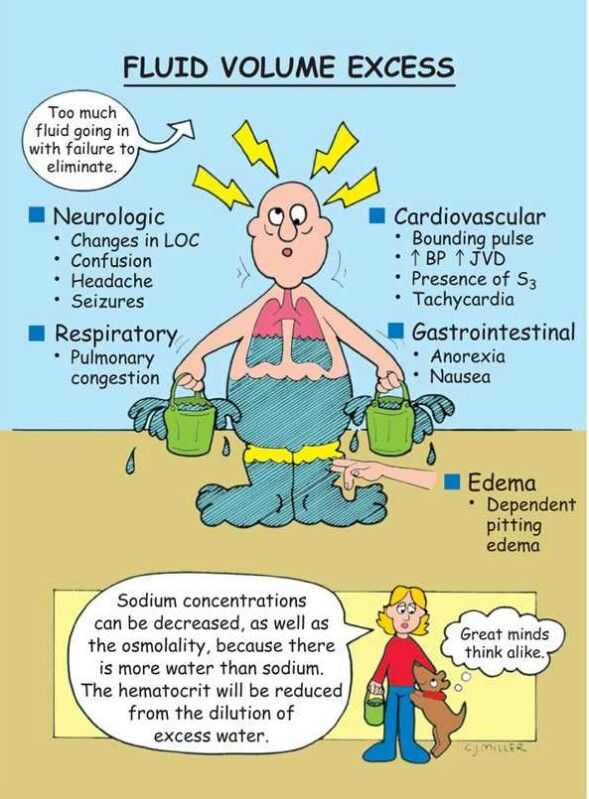 FLUID VOLUME EXCESS
Too much
fluid going in
with failure to
eliminate.
Neurologic
• Changes in LOC
• Confusion
• Headache
• Seizures
Respiratory
• Pulmonary
congestion
Cardiovascular
• Bounding pulse
• ↑ BP ↑ JVD
• Presence of S₃
• Tachycardia
Gastrointestinal
• Anorexia
• Nausea
Edema
• Dependent
pitting
edema
Sodium concentrations
can be decreased, as well as
the osmolality, because there
is more water than sodium.
The hematocrit will be reduced
from the dilution of
excess water.
Great minds
think alike.
C.J. MILLER